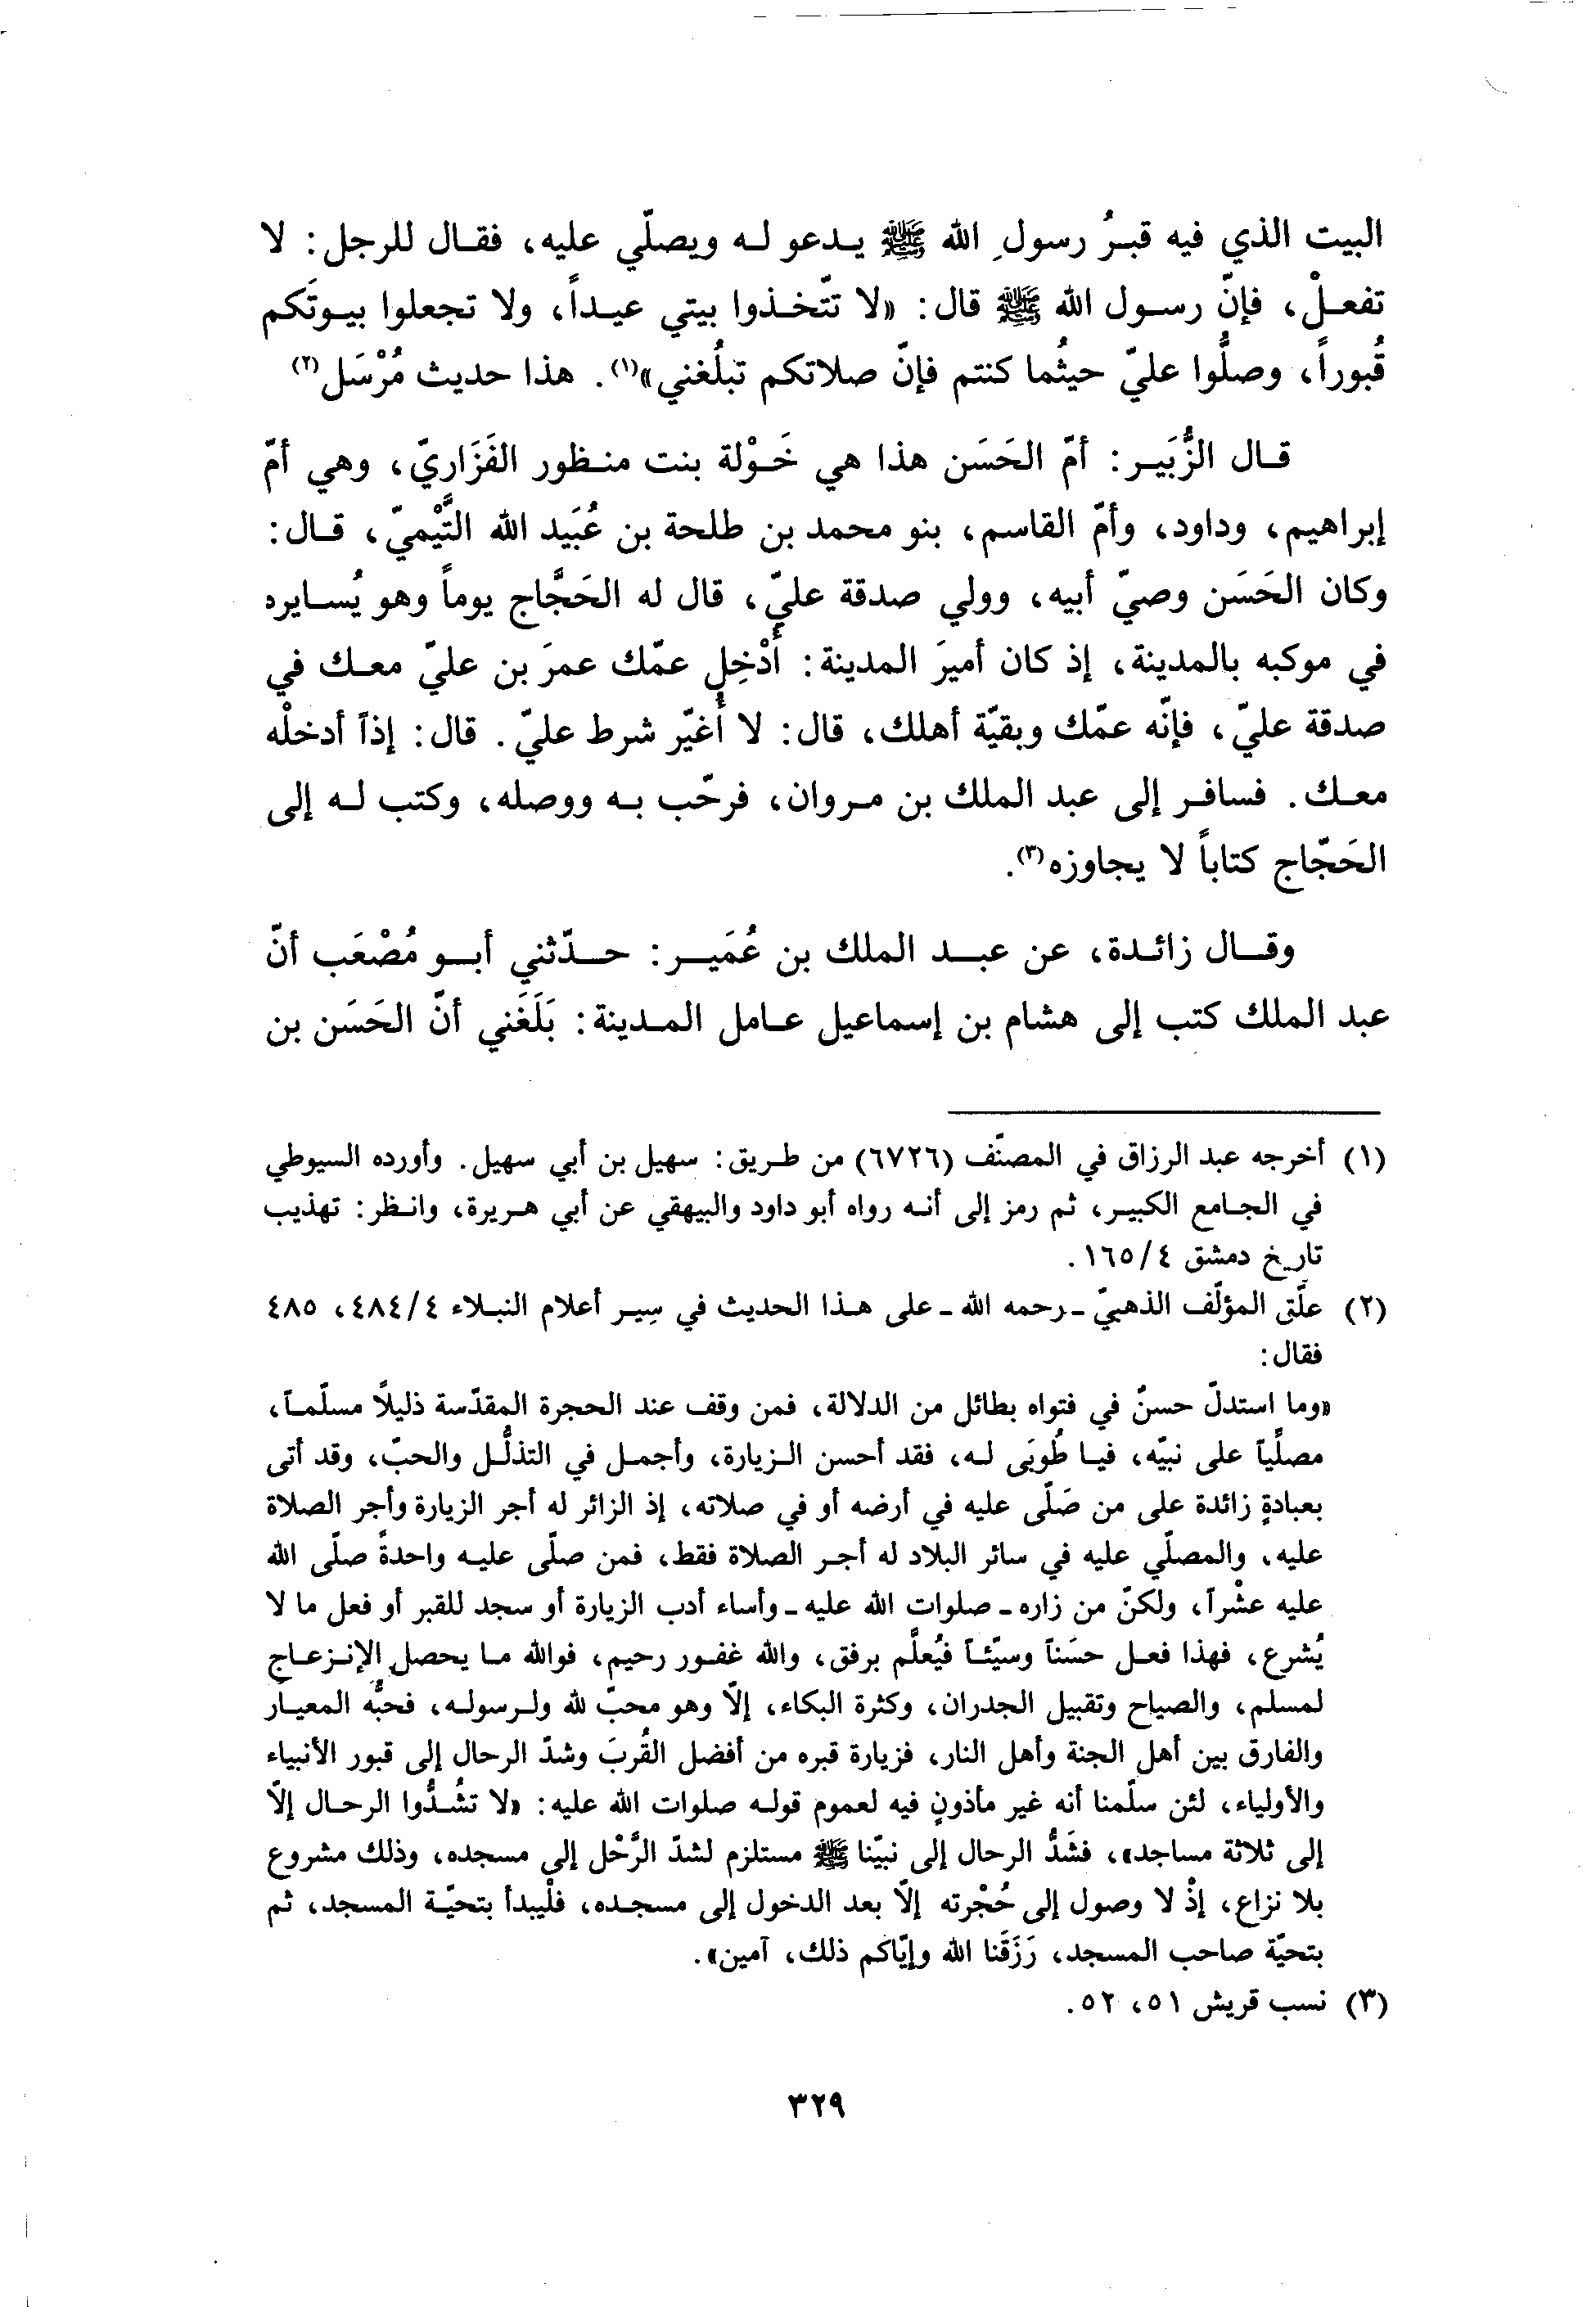 البيت الذي فيه قبرُ رسولِ الله ﷺ يدعو له ويصلّي عليه، فقال للرجل: لا
تفعلْ، فإنّ رسول الله ﷺ قال: «لا تتّخذوا بيتي عيداً، ولا تجعلوا بيوتَكم
قُبوراً، وصلُّوا عليّ حيثُما كنتم فإنّ صلاتكم تبلُغني»(١). هذا حديث مُرْسَل(٢)
قال الزُّبَير: أمّ الحَسَن هذا هي خَوْلة بنت منظور الفَزَاريّ، وهي أمّ
إبراهيم، وداود، وأمّ القاسم، بنو محمد بن طلحة بن عُبَيد الله التَّيْميّ، قال:
وكان الحَسَن وصيّ أبيه، وولي صدقة عليّ، قال له الحَجَّاج يوماً وهو يُسايره
في موكبه بالمدينة، إذ كان أميرَ المدينة: أَدْخِل عمّك عمرَ بن عليّ معك في
صدقة عليّ، فإنّه عمّك وبقيّة أهلك، قال: لا أُغيّر شرط عليّ. قال: إذاً أدخلْه
معك. فسافر إلى عبد الملك بن مروان، فرحّب به ووصله، وكتب له إلى
الحَجّاج كتاباً لا يجاوزه(٣).
وقال زائدة، عن عبد الملك بن عُمَير: حدّثني أبو مُصْعَب أنّ
عبد الملك كتب إلى هشام بن إسماعيل عامل المدينة: بَلَغَني أنّ الحَسَن بن
(١) أخرجه عبد الرزاق في المصنّف (٦٧٢٦) من طريق: سهيل بن أبي سهيل. وأورده السيوطي
في الجامع الكبير، ثم رمز إلى أنه رواه أبو داود والبيهقي عن أبي هريرة، وانظر: تهذيب
تاريخ دمشق ٤/١٦٥.
(٢) علّق المؤلّف الذهبيّ - رحمه الله - على هذا الحديث في سِير أعلام النبلاء ٤/٤٨٤، ٤٨٥
فقال:
«وما استدلّ حسنٌ في فتواه بطائل من الدلالة، فمن وقف عند الحجرة المقدّسة ذليلاً مسلّماً،
مصلّياً على نبيّه، فيا طُوبَى له، فقد أحسن الزيارة، وأجمل في التذلُّل والحبّ، وقد أتى
بعبادةٍ زائدة على من صَلّى عليه في أرضه أو في صلاته، إذ الزائر له أجر الزيارة وأجر الصلاة
عليه، والمصلّي عليه في سائر البلاد له أجر الصلاة فقط، فمن صلّى عليه واحدةً صلّى الله
عليه عشْراً، ولكنّ من زاره - صلوات الله عليه - وأساء أدب الزيارة أو سجد للقبر أو فعل ما لا
يُشرع، فهذا فعل حسَناً وسيّئاً فيُعلَّم برفق، والله غفور رحيم، فوالله ما يحصل الإنزعاج
لمسلم، والصياح وتقبيل الجدران، وكثرة البكاء، إلّا وهو محبّ لله ولرسوله، فحبُّه المعيار
والفارق بين أهل الجنة وأهل النار، فزيارة قبره من أفضل القُربَ وشدّ الرحال إلى قبور الأنبياء
والأولياء، لئن سلّمنا أنه غير مأذونٍ فيه لعموم قوله صلوات الله عليه: «لا تشُدُّوا الرحال إلّا
إلى ثلاثة مساجد»، فشَدُّ الرحال إلى نبيّنا ﷺ مستلزم لشدّ الرَّحْل إلى مسجده، وذلك مشروع
بلا نزاع، إذْ لا وصول إلى حُجْرته إلّا بعد الدخول إلى مسجده، فلْيبدأ بتحيّة المسجد، ثم
بتحيّة صاحب المسجد، رَزَقَنا الله وإيّاكم ذلك، آمين».
(٣) نسب قريش ٥١، ٥٢.
٣٢٩